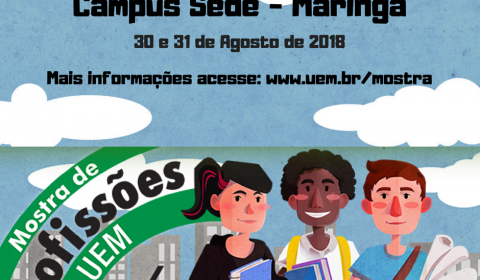 Campus Sede - Maringá
30 e 31 de Agosto de 2018
Mais informações acesse: www.uem.br/mostra
Mostra de
ofissões
UEM